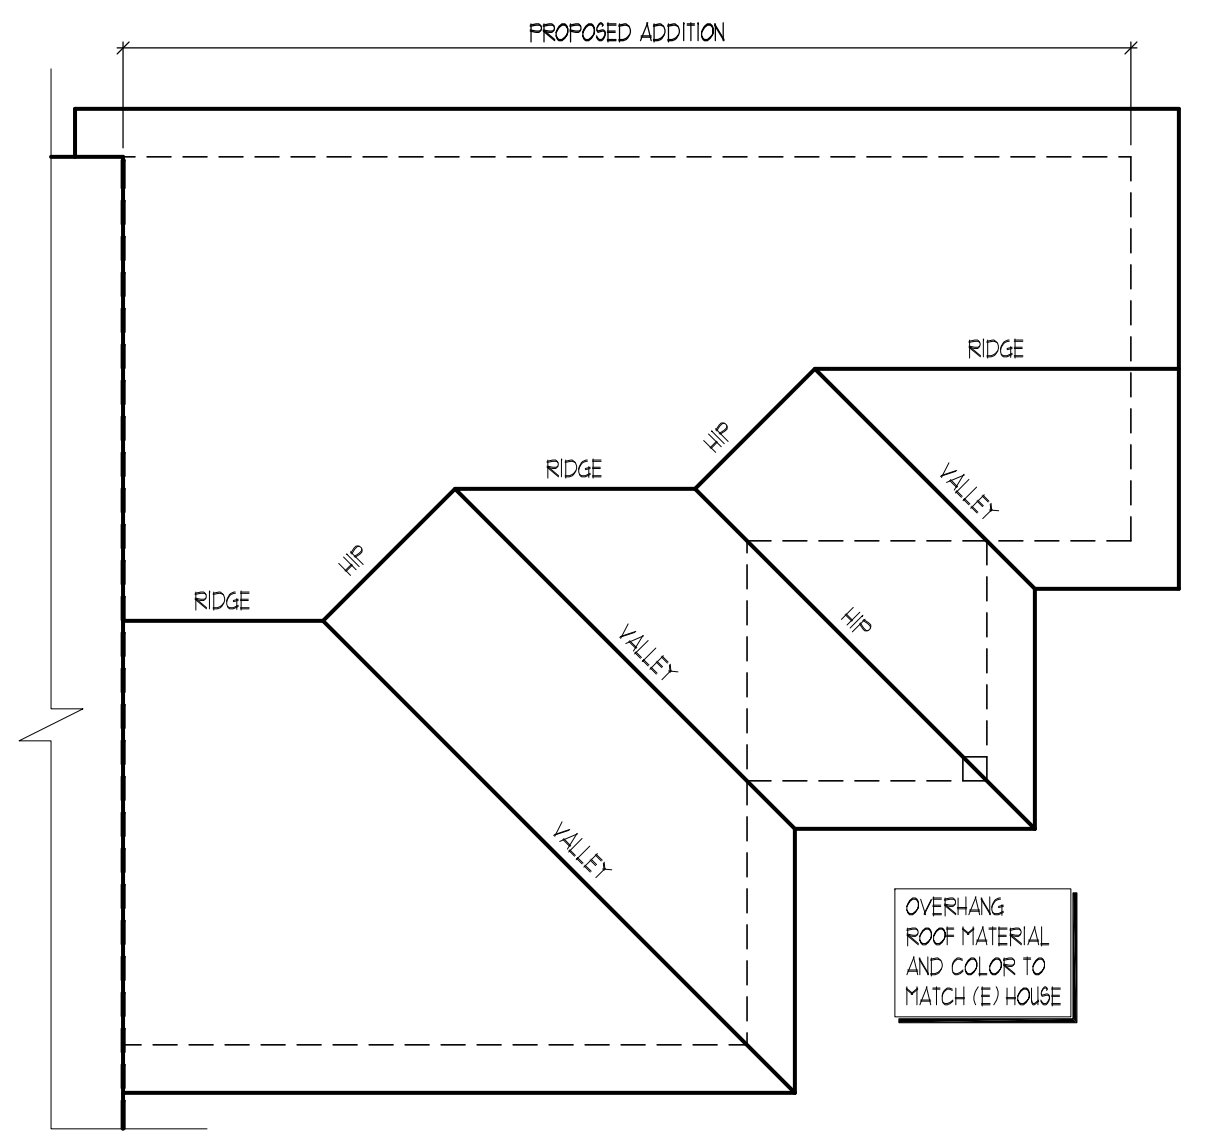 PROPOSED ADDITION
RIDGE
HIP
VALLEY
RIDGE
HIP
RIDGE
HIP
VALLEY
VALLEY
OVERHANG
ROOF MATERIAL
AND COLOR TO
MATCH (E) HOUSE